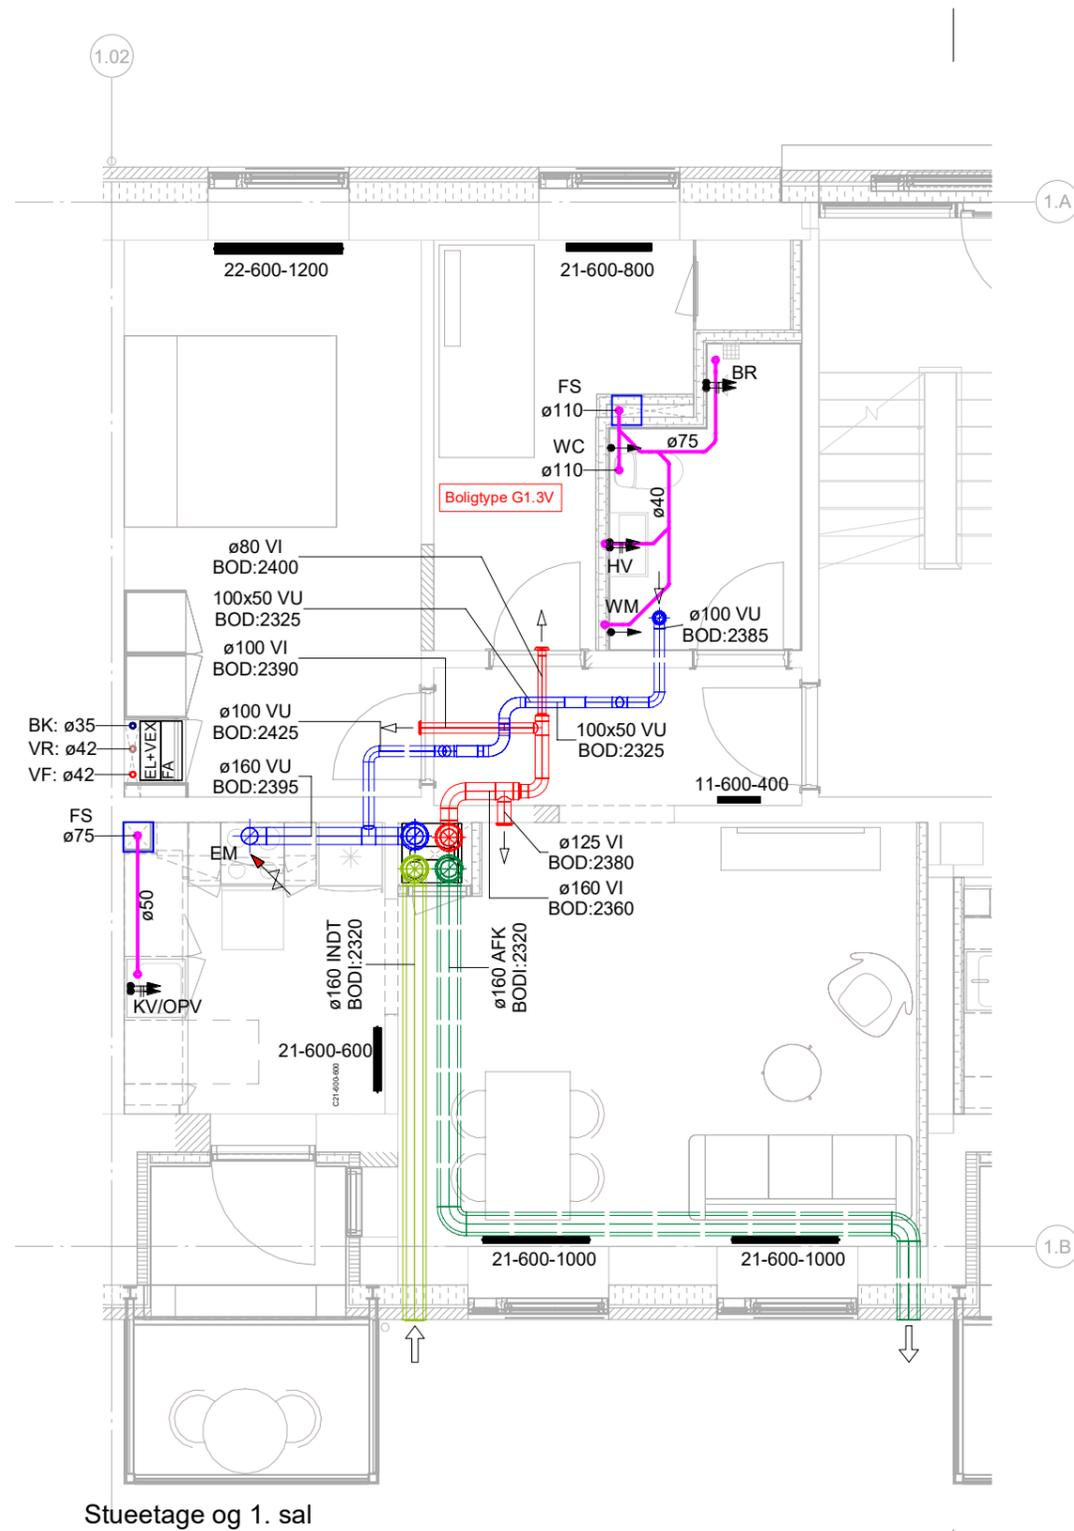 1.02
1.A
22-600-1200
21-600-800
BR
FS
ø110
WC
ø110
ø75
Boligtype G1.3V
ø40
HV
WM
ø80 VI
BOD:2400
100x50 VU
BOD:2325
ø100 VI
BOD:2390
ø100 VU
BOD:2385
ø100 VU
BOD:2425
100x50 VU
BOD:2325
BK: ø35
VR: ø42
VF: ø42
EL+VEX
FA
ø160 VU
BOD:2395
11-600-400
FS
ø75
EM
ø125 VI
BOD:2380
ø160 VI
BOD:2360
ø50
ø160 INDT
BODI:2320
ø160 AFK
BODI:2320
KV/OPV
21-600-600
C21-600-600
21-600-1000
21-600-1000
1.B
Stueetage og 1. sal